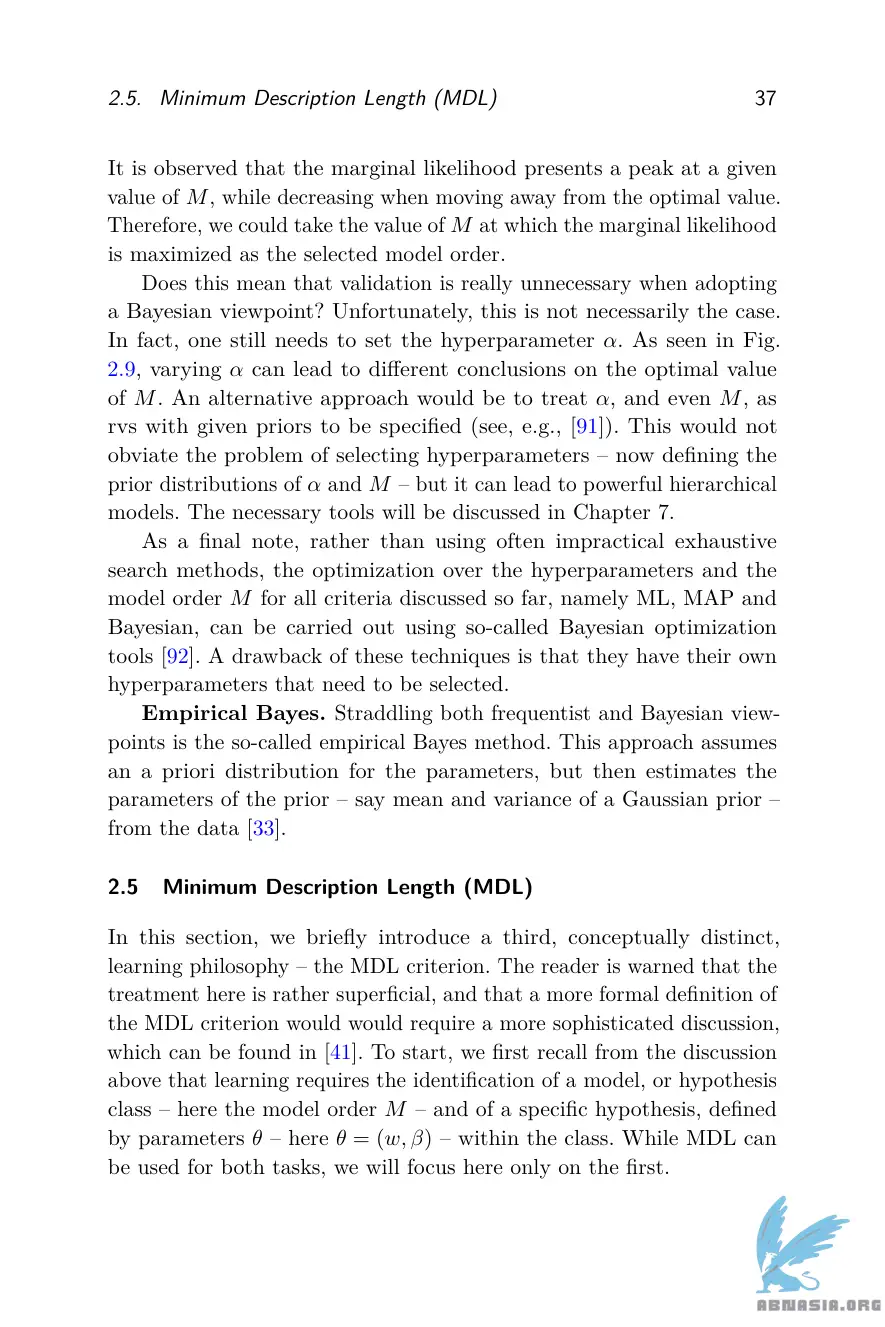 2.5. Minimum Description Length (MDL) 37
It is observed that the marginal likelihood presents a peak at a given
value of M, while decreasing when moving away from the optimal value.
Therefore, we could take the value of M at which the marginal likelihood
is maximized as the selected model order.
Does this mean that validation is really unnecessary when adopting
a Bayesian viewpoint? Unfortunately, this is not necessarily the case.
In fact, one still needs to set the hyperparameter α. As seen in Fig.
2.9, varying α can lead to different conclusions on the optimal value
of M. An alternative approach would be to treat α, and even M, as
rvs with given priors to be specified (see, e.g., [91]). This would not
obviate the problem of selecting hyperparameters – now defining the
prior distributions of α and M – but it can lead to powerful hierarchical
models. The necessary tools will be discussed in Chapter 7.
As a final note, rather than using often impractical exhaustive
search methods, the optimization over the hyperparameters and the
model order M for all criteria discussed so far, namely ML, MAP and
Bayesian, can be carried out using so-called Bayesian optimization
tools [92]. A drawback of these techniques is that they have their own
hyperparameters that need to be selected.
Empirical Bayes. Straddling both frequentist and Bayesian view-
points is the so-called empirical Bayes method. This approach assumes
an a priori distribution for the parameters, but then estimates the
parameters of the prior – say mean and variance of a Gaussian prior –
from the data [33].
2.5 Minimum Description Length (MDL)
In this section, we briefly introduce a third, conceptually distinct,
learning philosophy – the MDL criterion. The reader is warned that the
treatment here is rather superficial, and that a more formal definition of
the MDL criterion would would require a more sophisticated discussion,
which can be found in [41]. To start, we first recall from the discussion
above that learning requires the identification of a model, or hypothesis
class – here the model order M – and of a specific hypothesis, defined
by parameters θ – here θ = (w, β) – within the class. While MDL can
be used for both tasks, we will focus here only on the first.
ABNASIA.ORG